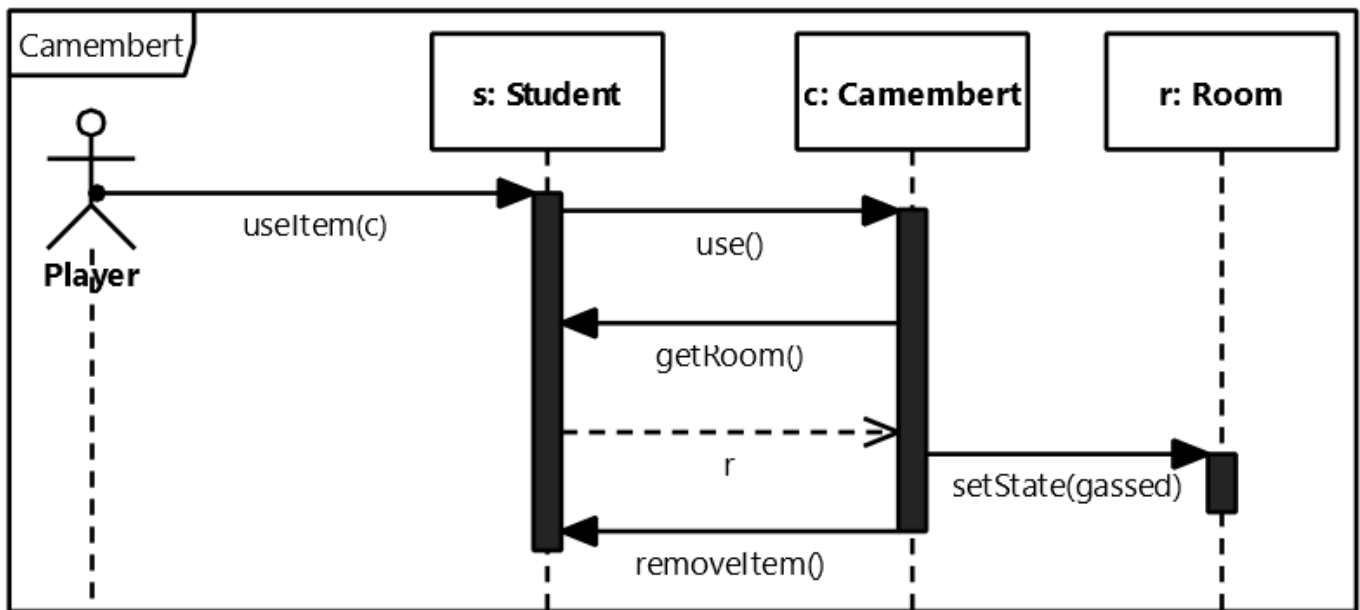 Camembert
s: Student
c: Camembert
r: Room
useItem(c)
use()
Player
getRoom()
r
setState(gassed)
removeItem()